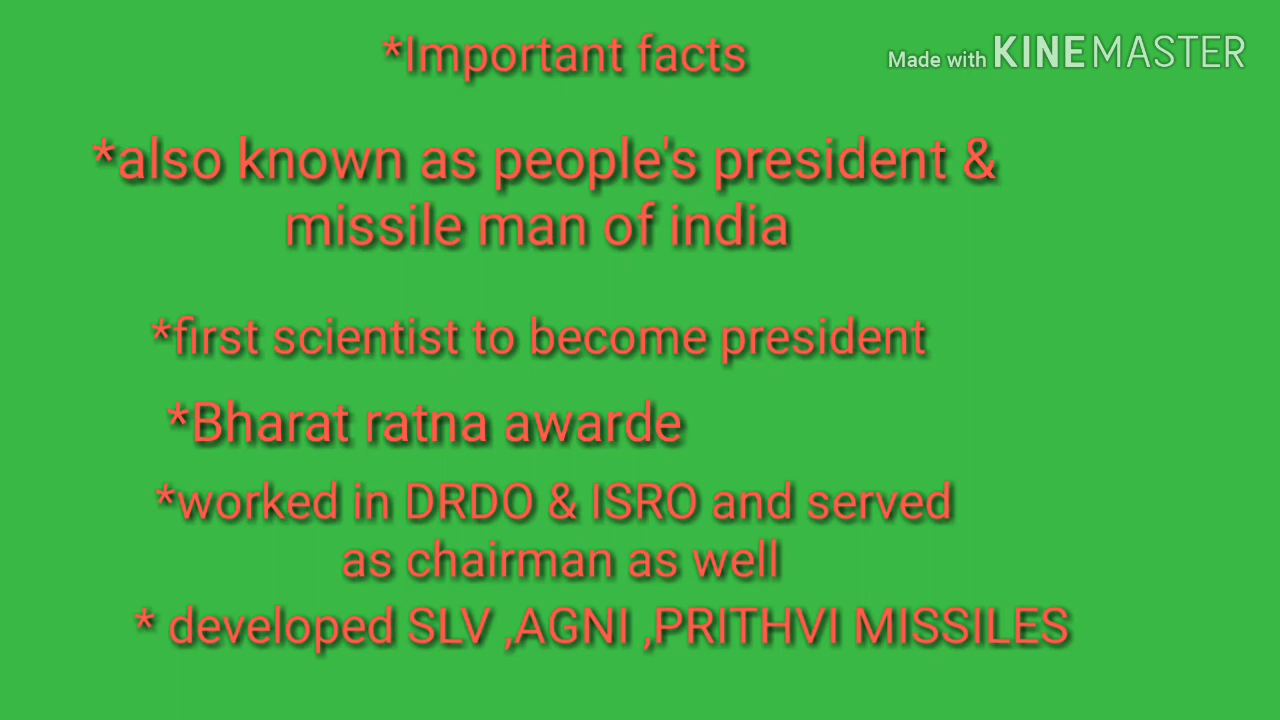 *Important facts
Made with KINEMASTER
*also known as people's president &
missile man of india
*first scientist to become president
*Bharat ratna awarde
*worked in DRDO & ISRO and served
as chairman as well
* developed SLV ,AGNI ,PRITHVI MISSILES